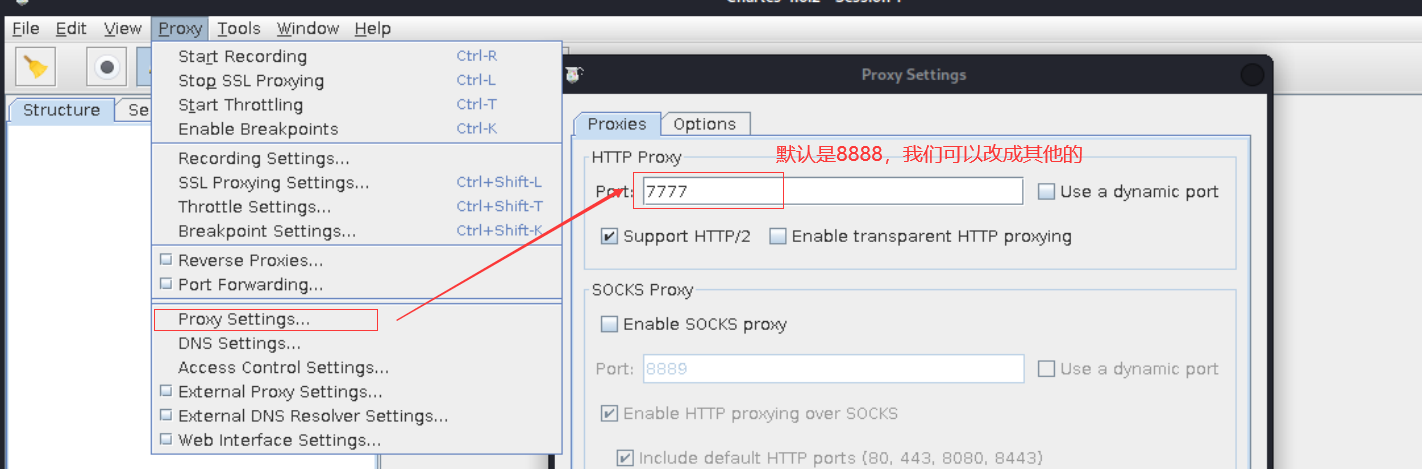 File Edit View Proxy Tools Window Help
Start Recording Ctrl-R
Stop SSL Proxying Ctrl-L
Start Throttling Ctrl-T
Enable Breakpoints Ctrl-K
Recording Settings...
SSL Proxying Settings... Ctrl+Shift-L
Throttle Settings... Ctrl+Shift-T
Breakpoint Settings... Ctrl+Shift-K
Reverse Proxies...
Port Forwarding...
Proxy Settings...
DNS Settings...
Access Control Settings...
External Proxy Settings...
External DNS Resolver Settings...
Web Interface Settings...
Structure Se
Proxy Settings
Proxies Options
HTTP Proxy
默认是8888，我们可以改成其他的
Port: 7777 Use a dynamic port
Support HTTP/2 Enable transparent HTTP proxying
SOCKS Proxy
Enable SOCKS proxy
Port: 8889 Use a dynamic port
Enable HTTP proxying over SOCKS
Include default HTTP ports (80, 443, 8080, 8443)